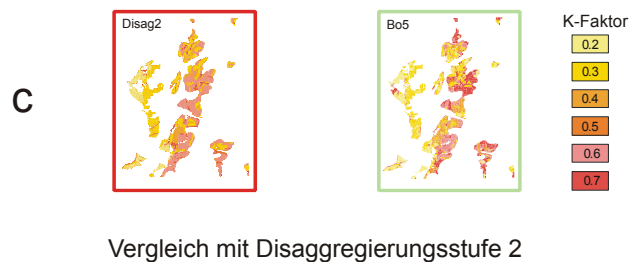 Disag2
Bo5
K-Faktor
0.2
0.3
0.4
0.5
0.6
0.7
c
Vergleich mit Disaggregierungsstufe 2